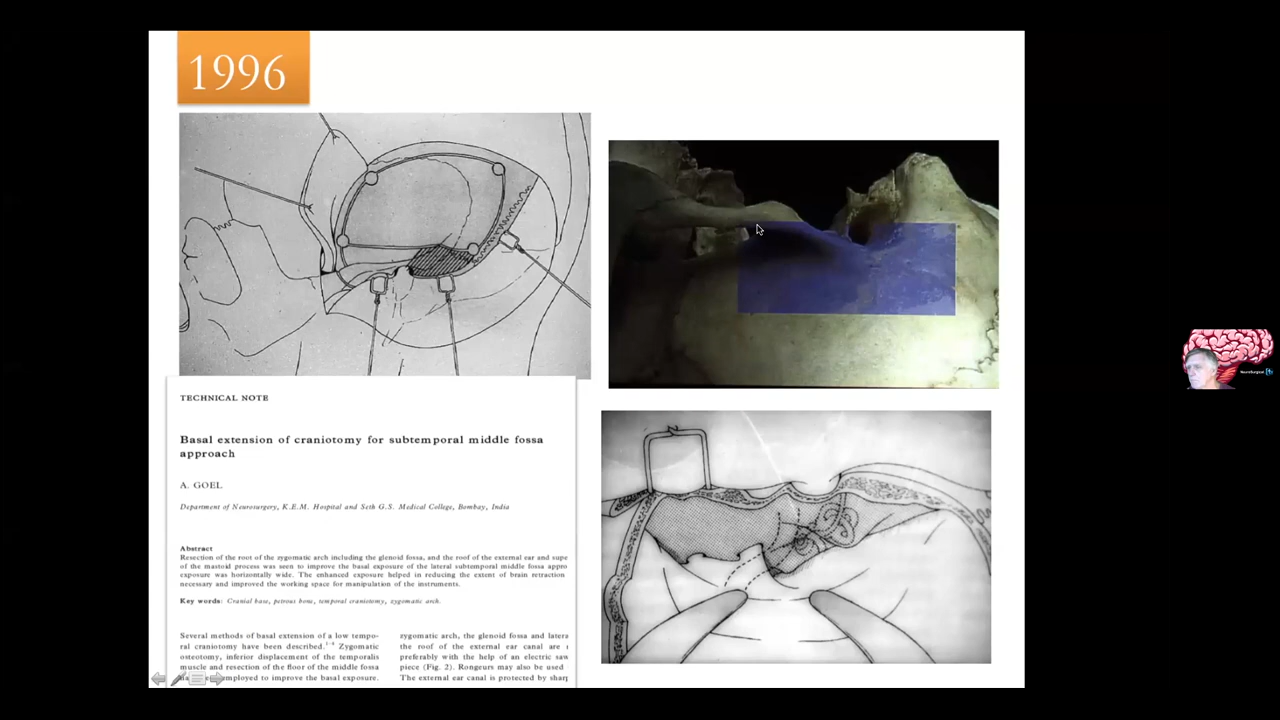 1996
TECHNICAL NOTE
Basal extension of craniotomy for subtemporal middle fossa
approach
A. GOEL
Department of Neurosurgery, K.E.M. Hospital and Seth G.S. Medical College, Bombay, India
Abstract
Resection of the root of the zygomatic arch including the glenoid fossa, and the roof of the external ear and supe
of the mastoid process was seen to improve the basal exposure of the lateral subtemporal middle fossa appro
exposure was horizontally wide. The enhanced exposure helped in reducing the extent of brain retraction
necessary and improved the working space for manipulation of the instruments.
Key words: Cranial base, petrous bone, temporal craniotomy, zygomatic arch.
Several methods of basal extension of a low tempo-
ral craniotomy have been described.1–8 Zygomatic
osteotomy, inferior displacement of the temporalis
muscle and resection of the floor of the middle fossa
employed to improve the basal exposure.
zygomatic arch, the glenoid fossa and latera
the roof of the external ear canal are
preferably with the help of an electric saw
piece (Fig. 2). Rongeurs may also be used
The external ear canal is protected by sharp